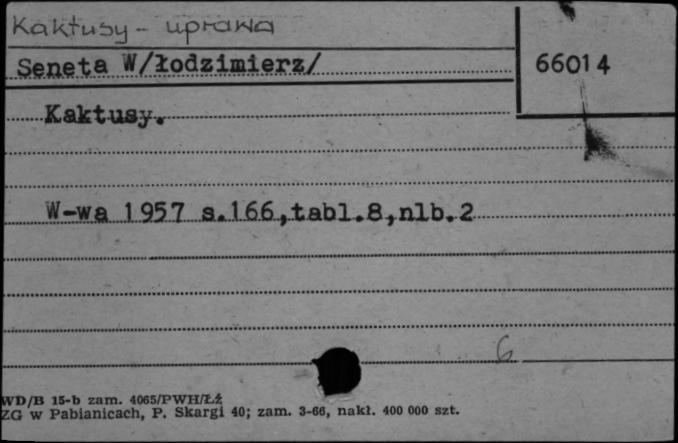 Kaktusy - uprawa
Seneta W/łodzimierz/
66014
Kaktusy.
W-wa 1957 s.166,tabl.8,nlb.2
6
WD/B 15-b zam. 4065/PWH/Łź
ZG w Pabianicach, P. Skargi 40; zam. 3-66, nakł. 400 000 szt.